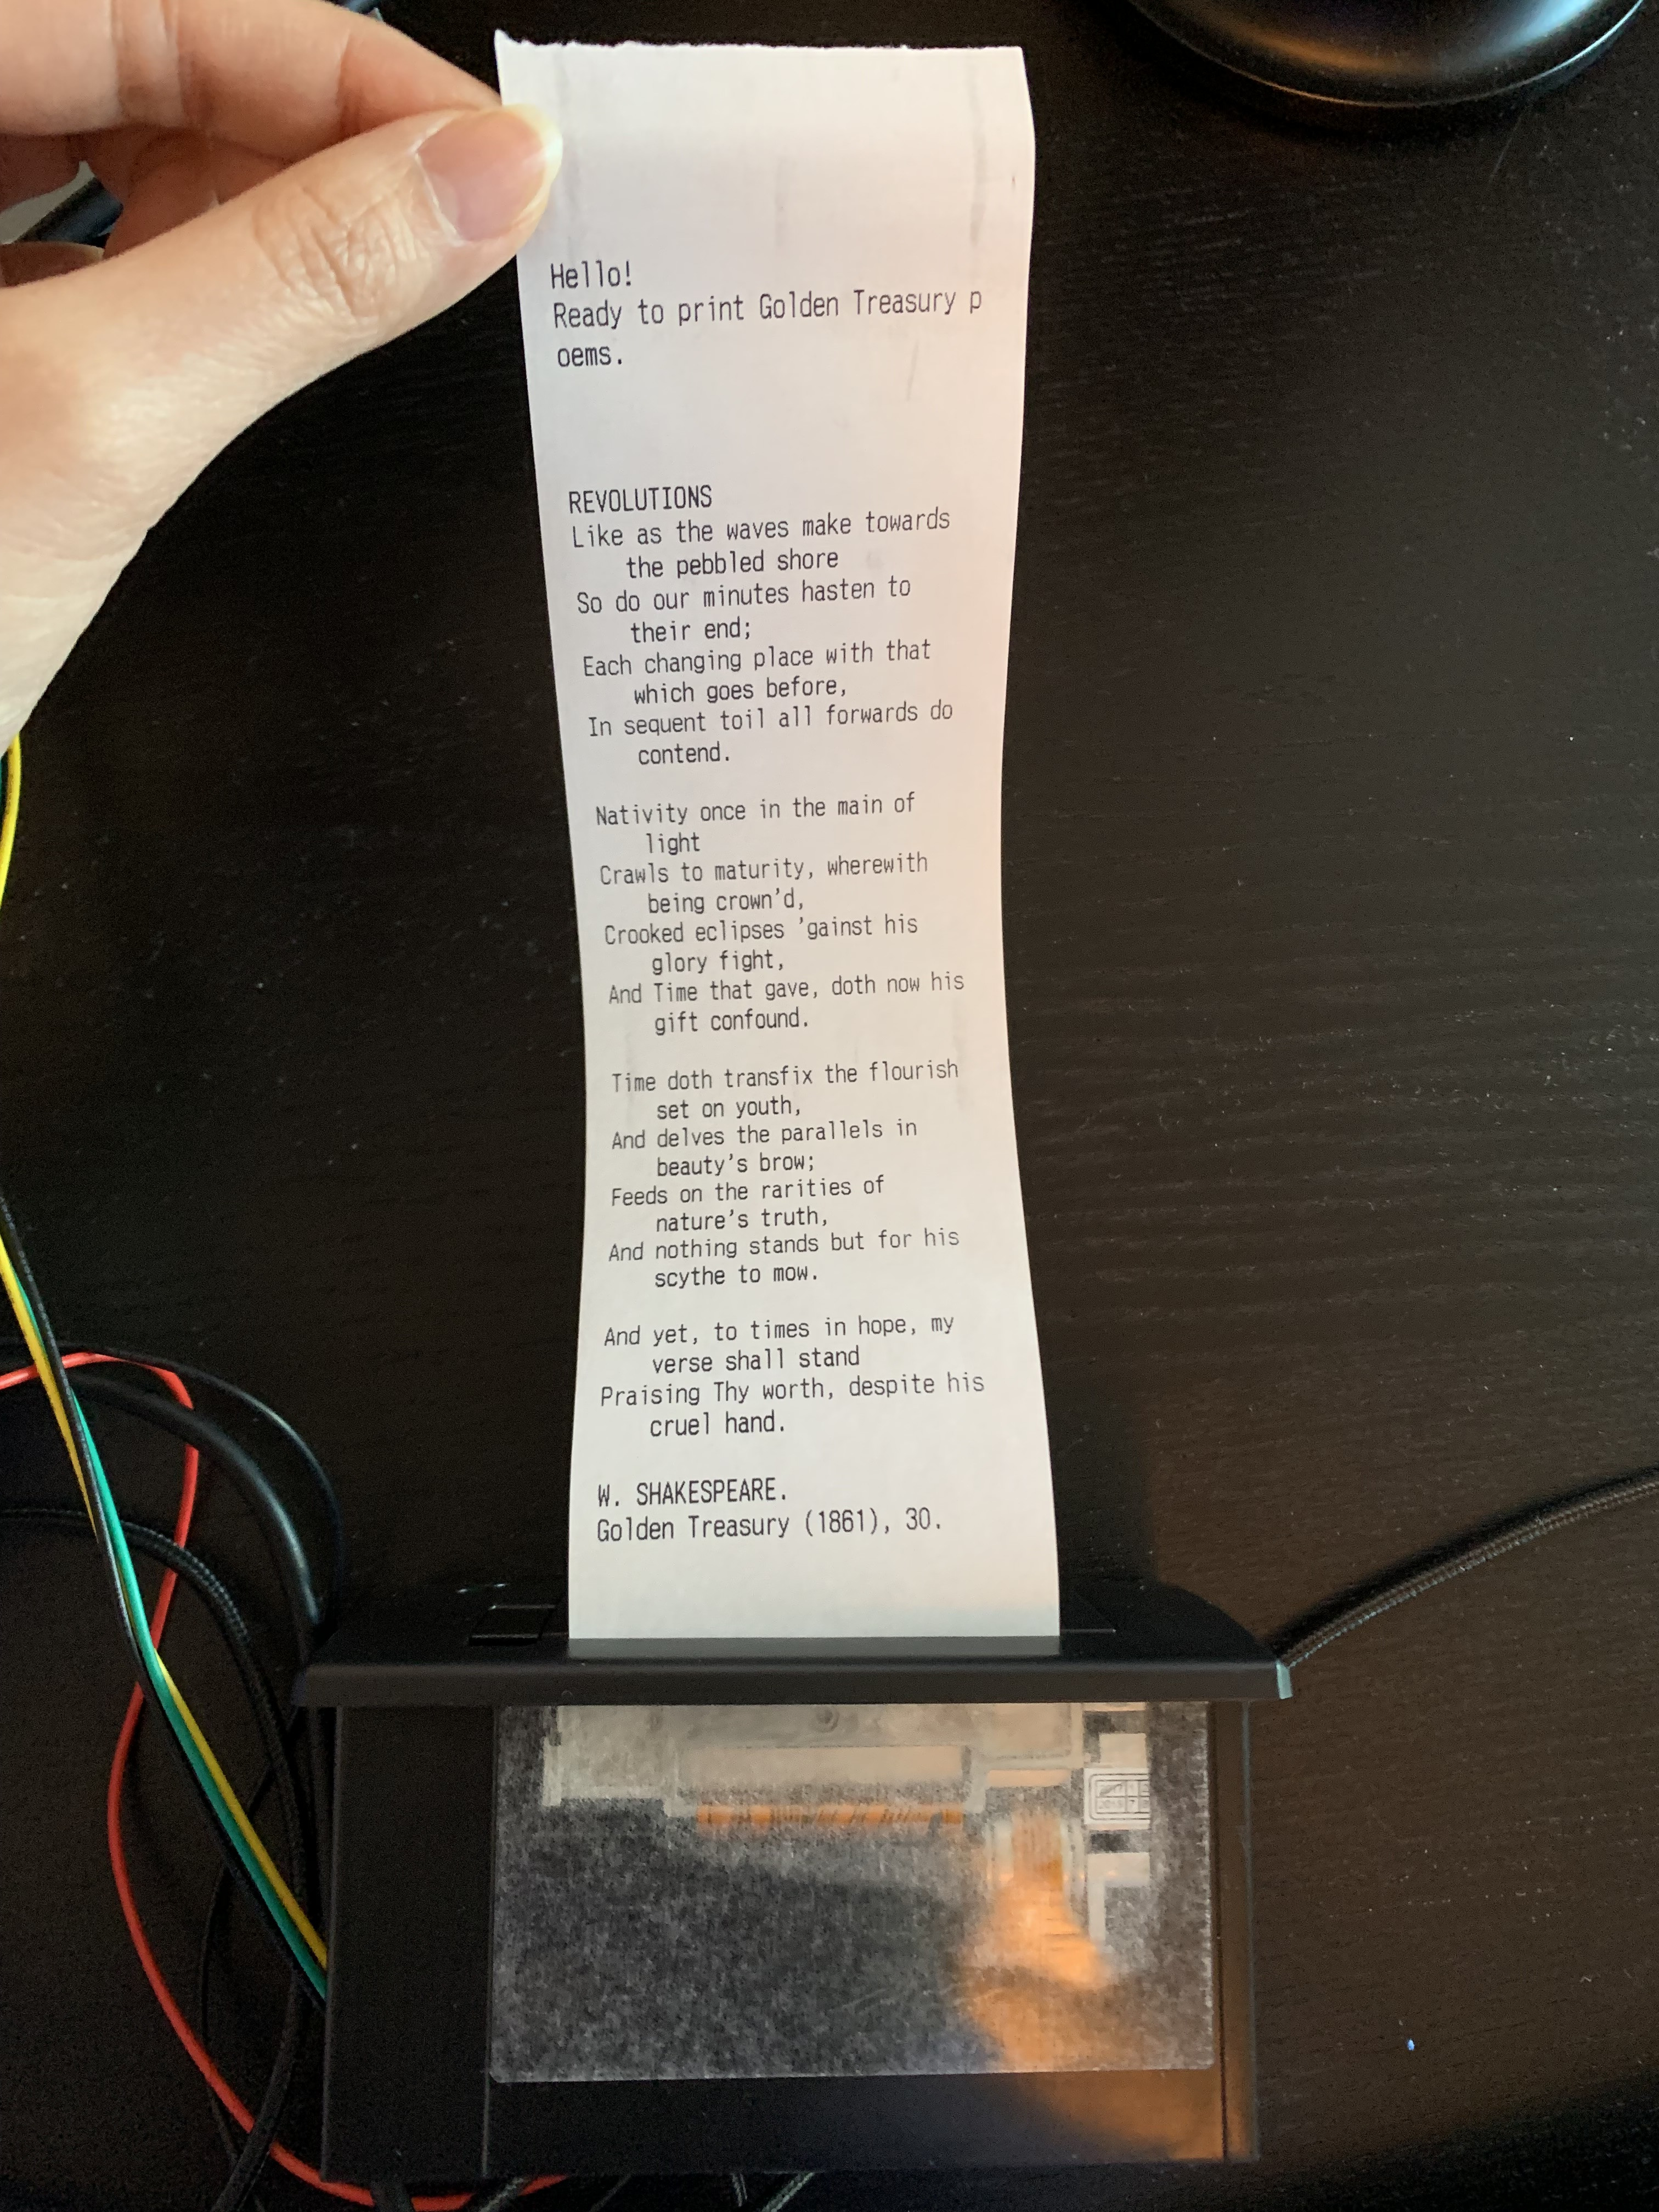 Hello!
Ready to print Golden Treasury p
oems.
REVOLUTIONS
Like as the waves make towards
the pebbled shore
So do our minutes hasten to
their end;
Each changing place with that
which goes before,
In sequent toil all forwards do
contend.
Nativity once in the main of
light
Crawls to maturity, wherewith
being crown'd,
Crooked eclipses 'gainst his
glory fight,
And Time that gave, doth now his
gift confound.
Time doth transfix the flourish
set on youth,
And delves the parallels in
beauty's brow;
Feeds on the rarities of
nature's truth,
And nothing stands but for his
scythe to mow.
And yet, to times in hope, my
verse shall stand
Praising Thy worth, despite his
cruel hand.
W. SHAKESPEARE.
Golden Treasury (1861), 30.